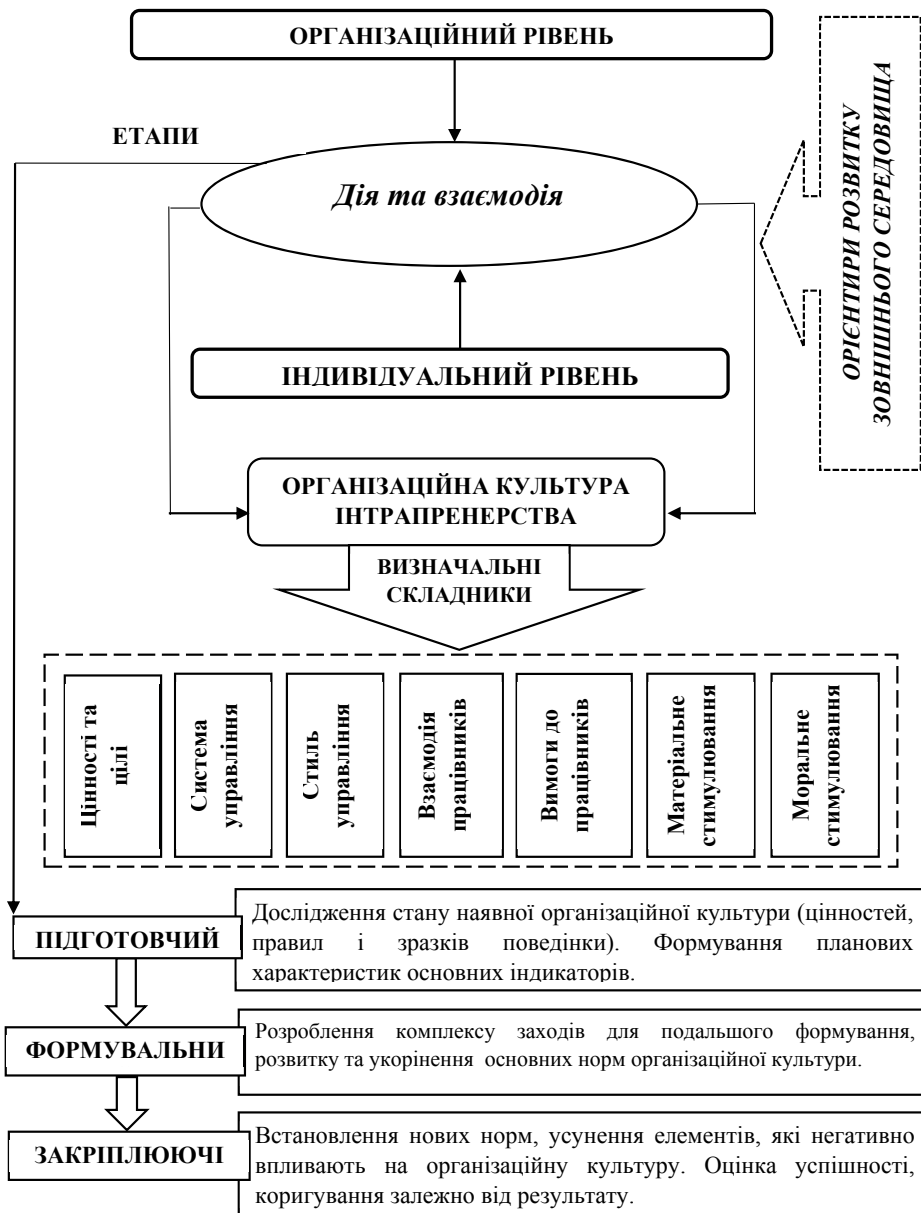 ОРГАНІЗАЦІЙНИЙ РІВЕНЬ
ЕТАПИ
Дія та взаємодія
ОРІЄНТИРИ РОЗВИТКУ
ЗОВНІШНЬОГО СЕРЕДОВИЩА
ІНДИВІДУАЛЬНИЙ РІВЕНЬ
ОРГАНІЗАЦІЙНА КУЛЬТУРА
ІНТРАПРЕНЕРСТВА
ВИЗНАЧАЛЬНІ
СКЛАДНИКИ
Цінності та
цілі
Система
управління
Стиль
управління
Взаємодія
працівників
Вимоги до
працівників
Матеріальне
стимулювання
Моральне
стимулювання
ПІДГОТОВЧИЙ
Дослідження стану наявної організаційної культури (цінностей,
правил і зразків поведінки). Формування планових
характеристик основних індикаторів.
ФОРМУВАЛЬНИ
Розроблення комплексу заходів для подальшого формування,
розвитку та укорінення основних норм організаційної культури.
ЗАКРІПЛЮЮЧІ
Встановлення нових норм, усунення елементів, які негативно
впливають на організаційну культуру. Оцінка успішності,
коригування залежно від результату.